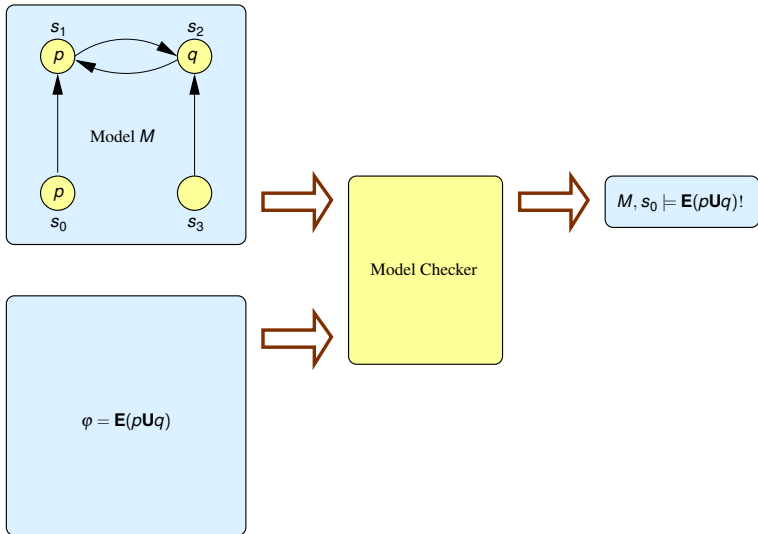 s₁ s₂
p q
Model M
p
s₀ s₃
Model Checker
M, s₀ ⊨ E(pUq)!
φ = E(pUq)